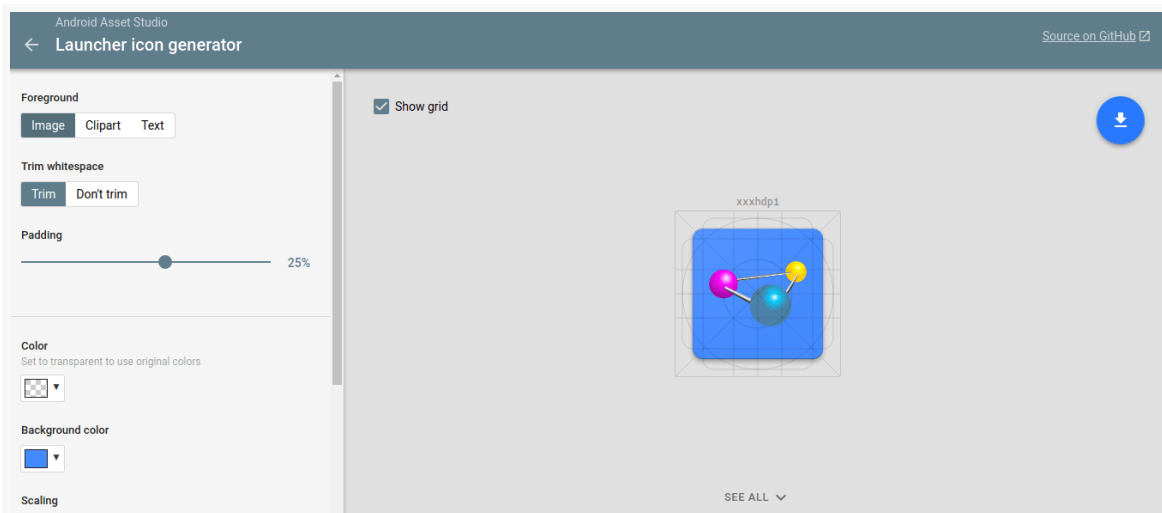 Android Asset Studio
Launcher icon generator
Source on GitHub
Foreground
Image Clipart Text
Trim whitespace
Trim Don't trim
Padding
25%
Color
Set to transparent to use original colors
Background color
Scaling
Show grid
xxxhdpi
SEE ALL